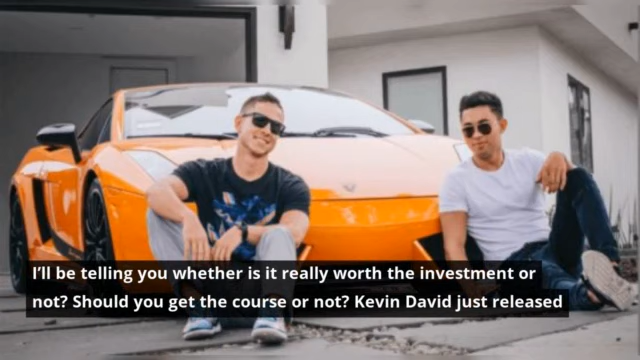 I'll be telling you whether is it really worth the investment or
not? Should you get the course or not? Kevin David just released